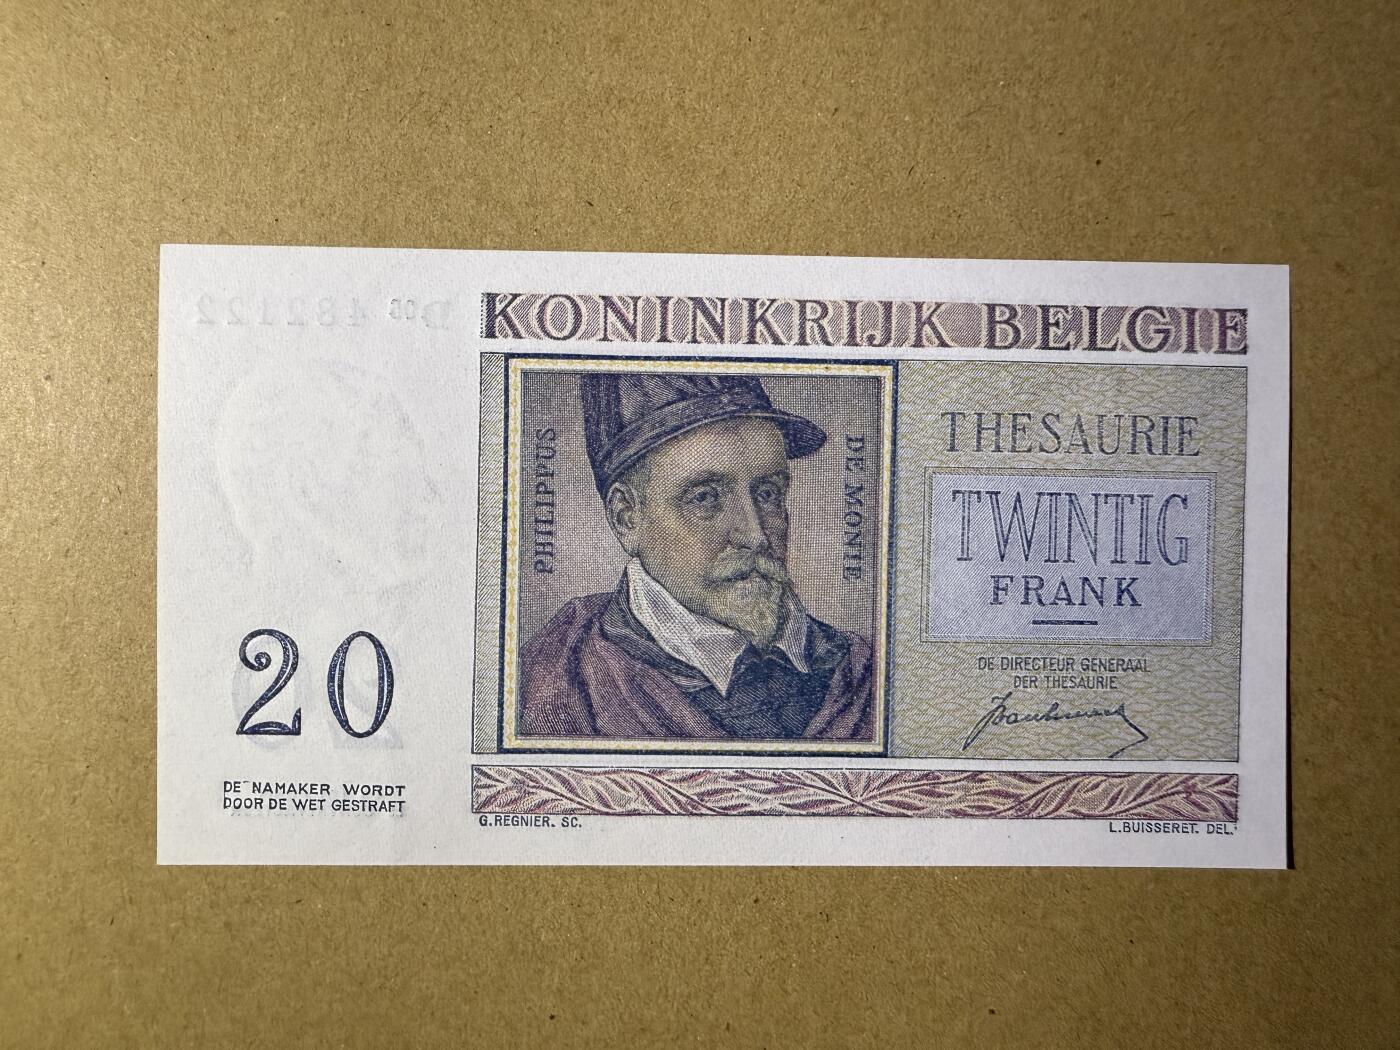 KONINKRIJK BELGIE
PHILIPPUS
DE MONTE
THESAURIE
TWINTIG
FRANK
DE DIRECTEUR GENERAAL
DER THESAURIE
20
DE NAMAKER WORDT
DOOR DE WET GESTRAFT
G. REGNIER. SC.
L. BUISSERET. DEL.